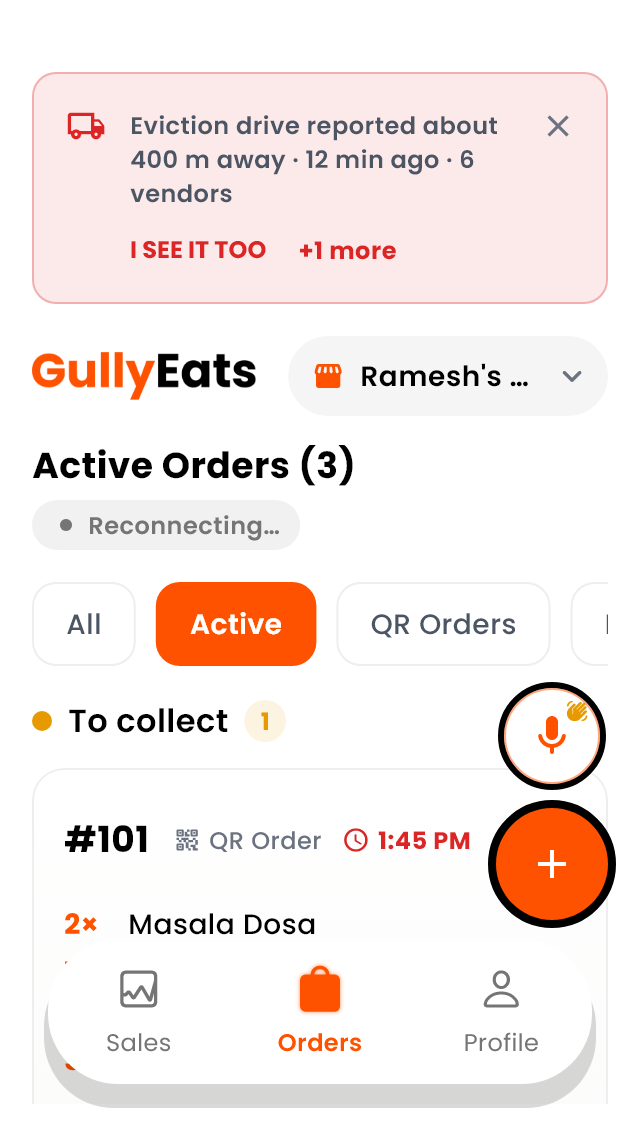 Eviction drive reported about
400 m away · 12 min ago · 6
vendors
I SEE IT TOO +1 more
GullyEats
Ramesh's ...
Active Orders (3)
Reconnecting...
All Active QR Orders
To collect 1
#101 QR Order 1:45 PM
2× Masala Dosa
Sales Orders Profile